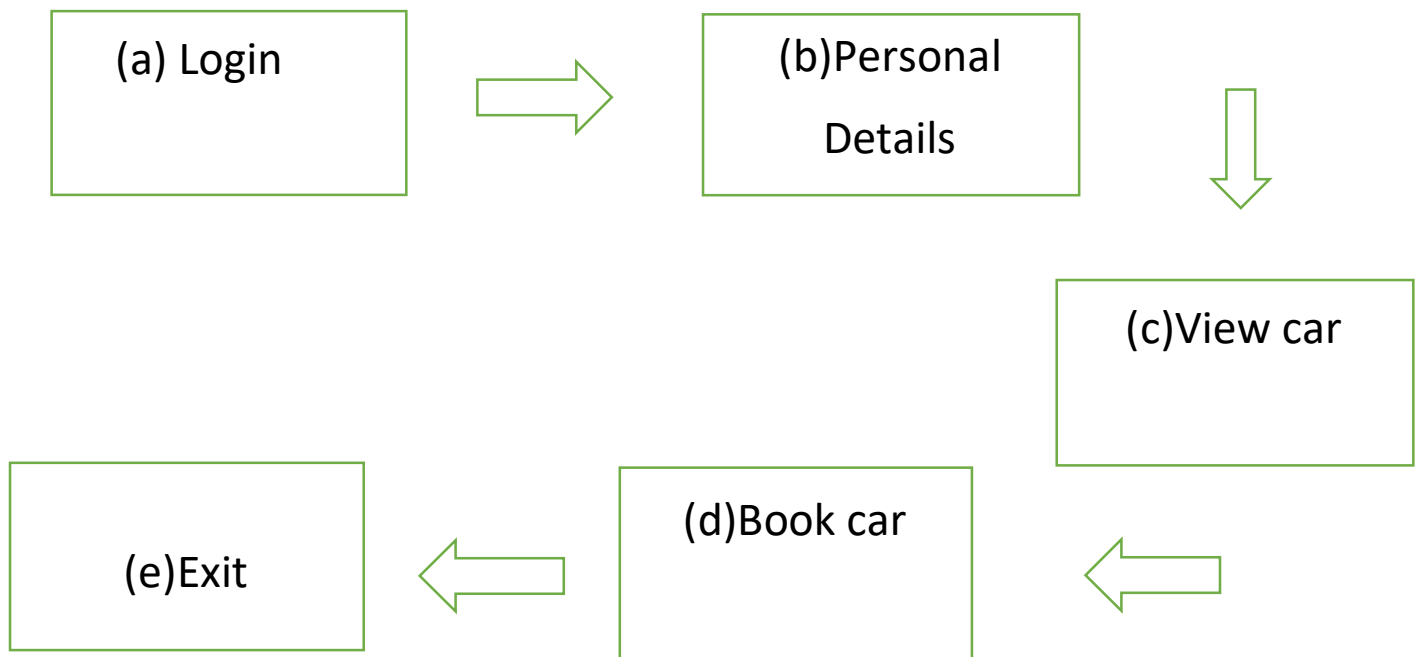 (a) Login
(b)Personal
Details
(c)View car
(d)Book car
(e)Exit